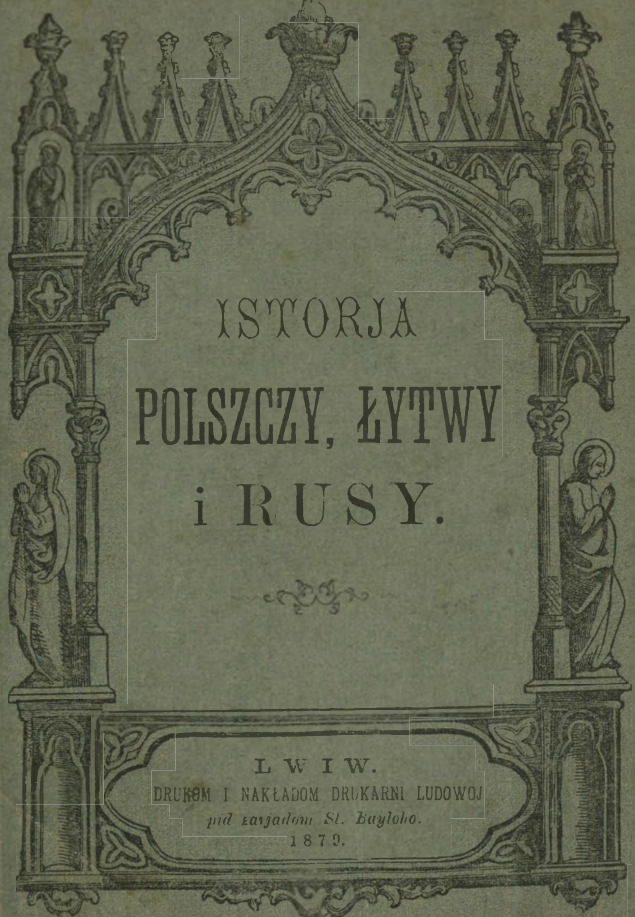 ISTORJA
POLSZCZY, ŁYTWY
i RUSY.
LWIW.
DRUKOM I NAKŁADOM DRUKARNI LUDOWOJ
pid zarjadom St. Bayloho.
1879.